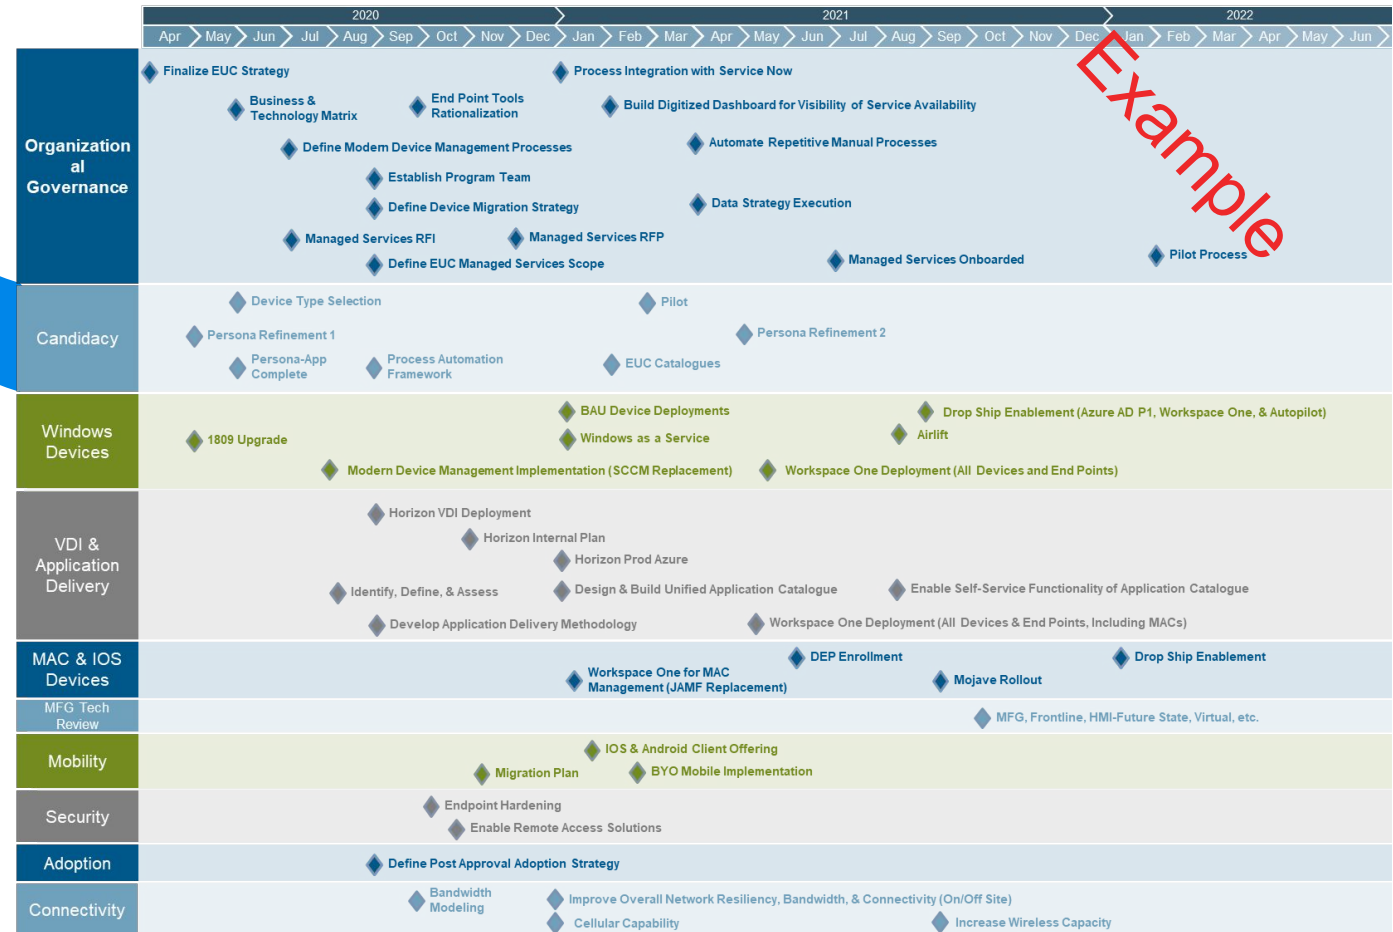 2020 2021 2022
Apr May Jun Jul Aug Sep Oct Nov Dec Jan Feb Mar Apr May Jun Jul Aug Sep Oct Nov Dec Jan Feb Mar Apr May Jun
Example
Organization
al
Governance
Finalize EUC Strategy
Process Integration with Service Now
Business &
Technology Matrix
End Point Tools
Rationalization
Build Digitized Dashboard for Visibility of Service Availability
Define Modern Device Management Processes
Automate Repetitive Manual Processes
Establish Program Team
Define Device Migration Strategy
Data Strategy Execution
Managed Services RFI
Managed Services RFP
Define EUC Managed Services Scope
Managed Services Onboarded
Pilot Process
Candidacy
Device Type Selection
Pilot
Persona Refinement 1
Persona Refinement 2
Persona-App
Complete
Process Automation
Framework
EUC Catalogues
Windows
Devices
BAU Device Deployments
Drop Ship Enablement (Azure AD P1, Workspace One, & Autopilot)
1809 Upgrade
Windows as a Service
Airlift
Modern Device Management Implementation (SCCM Replacement)
Workspace One Deployment (All Devices and End Points)
VDI &
Application
Delivery
Horizon VDI Deployment
Horizon Internal Plan
Horizon Prod Azure
Identify, Define, & Assess
Design & Build Unified Application Catalogue
Enable Self-Service Functionality of Application Catalogue
Develop Application Delivery Methodology
Workspace One Deployment (All Devices & End Points, Including MACs)
MAC & IOS
Devices
DEP Enrollment
Drop Ship Enablement
Workspace One for MAC
Management (JAMF Replacement)
Mojave Rollout
MFG Tech
Review
MFG, Frontline, HMI-Future State, Virtual, etc.
Mobility
IOS & Android Client Offering
Migration Plan
BYO Mobile Implementation
Security
Endpoint Hardening
Enable Remote Access Solutions
Adoption
Define Post Approval Adoption Strategy
Connectivity
Bandwidth
Modeling
Improve Overall Network Resiliency, Bandwidth, & Connectivity (On/Off Site)
Cellular Capability
Increase Wireless Capacity